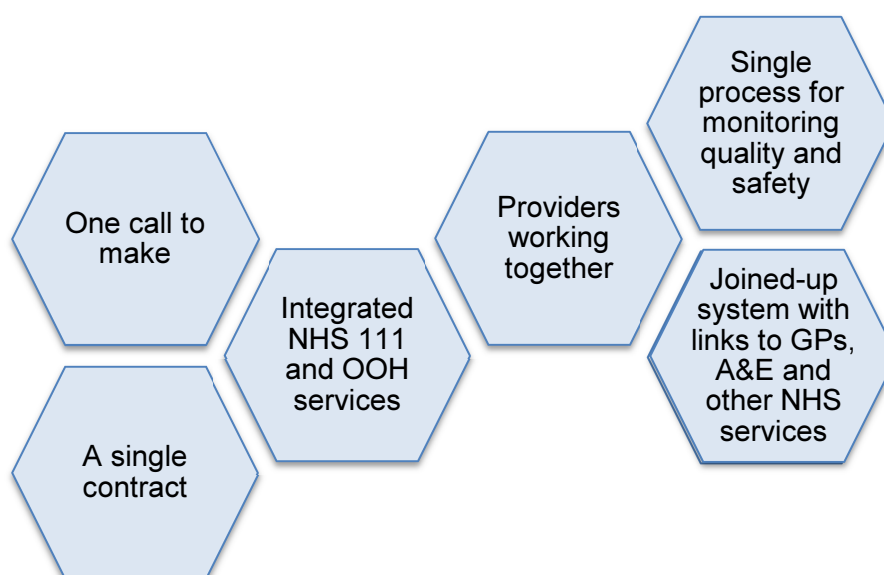 One call to
make
A single
contract
Integrated
NHS 111
and OOH
services
Providers
working
together
Single
process for
monitoring
quality and
safety
Joined-up
system with
links to GPs,
A&E and
other NHS
services